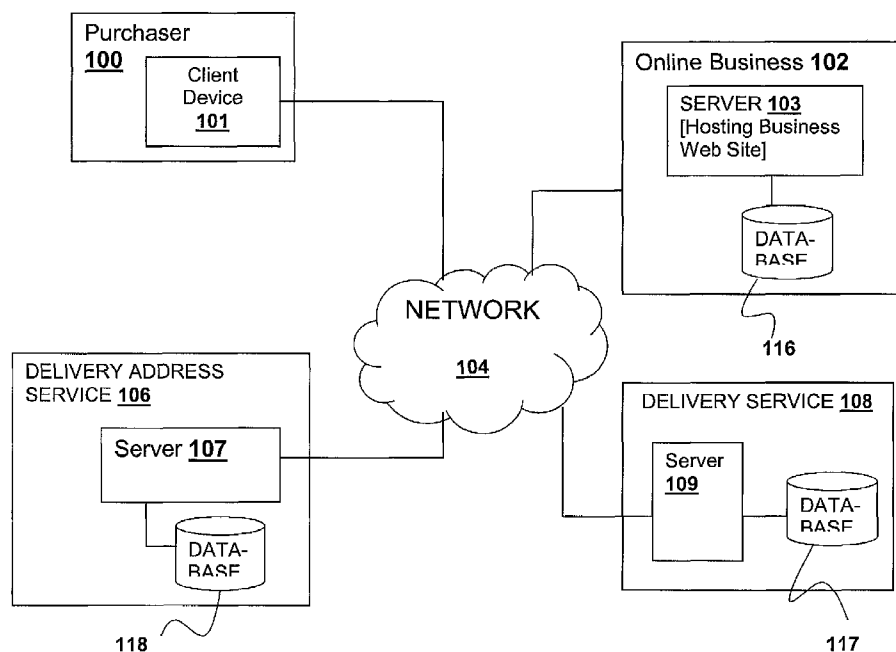 Purchaser
100
Client
Device
101
Online Business 102
SERVER 103
[Hosting Business
Web Site]
DATA-
BASE
116
NETWORK
104
DELIVERY ADDRESS
SERVICE 106
Server 107
DATA-
BASE
118
DELIVERY SERVICE 108
Server
109
DATA-
BASE
117